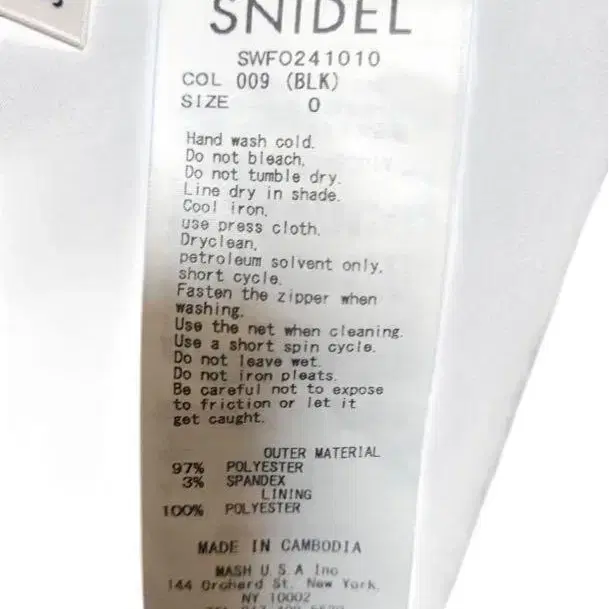 SNIDEL
SWFO241010
COL 009 (BLK)
SIZE 0
Hand wash cold.
Do not bleach.
Do not tumble dry.
Line dry in shade.
Cool iron,
use press cloth.
Dryclean,
petroleum solvent only,
short cycle.
Fasten the zipper when
washing.
Use the net when cleaning.
Use a short spin cycle.
Do not leave wet.
Do not iron pleats.
Be careful not to expose
to friction or let it
get caught.
OUTER MATERIAL
97% POLYESTER
3% SPANDEX
LINING
100% POLYESTER
MADE IN CAMBODIA
MASH U.S.A Inc
144 Orchard St. New York,
NY 10002